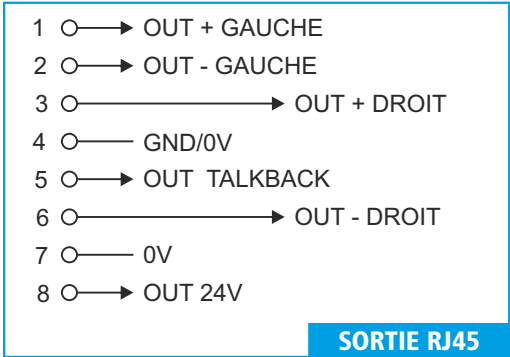 1 OUT + GAUCHE
2 OUT - GAUCHE
3 OUT + DROIT
4 GND/0V
5 OUT TALKBACK
6 OUT - DROIT
7 0V
8 OUT 24V
SORTIE RJ45